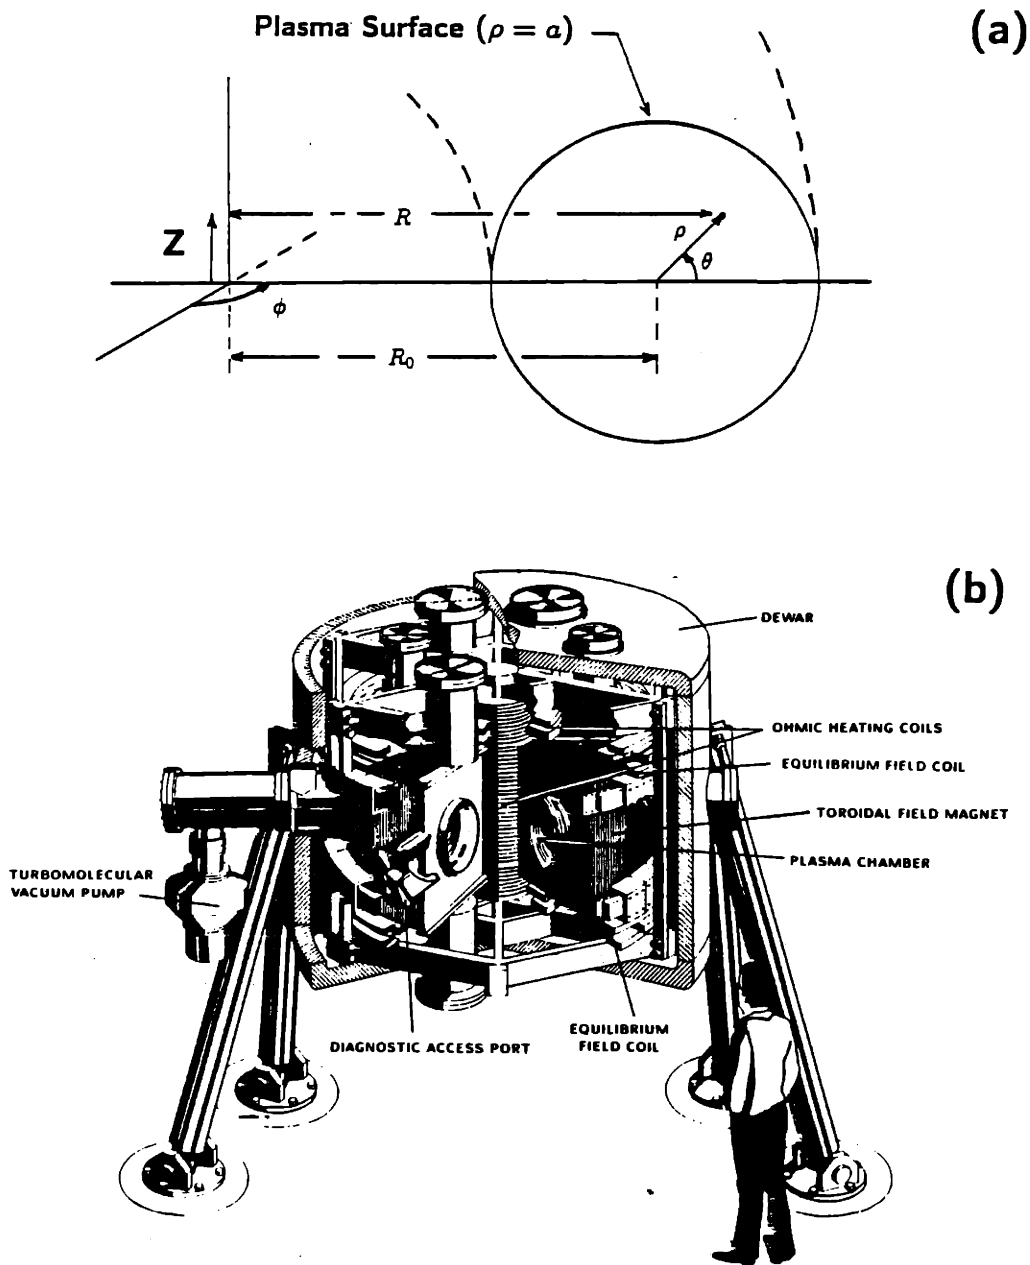 (a)
Plasma Surface (ρ = a)
R
Z
ρ
θ
ϕ
R₀
(b)
DEWAR
OHMIC HEATING COILS
EQUILIBRIUM FIELD COIL
TOROIDAL FIELD MAGNET
PLASMA CHAMBER
TURBOMOLECULAR
VACUUM PUMP
EQUILIBRIUM
FIELD COIL
DIAGNOSTIC ACCESS PORT